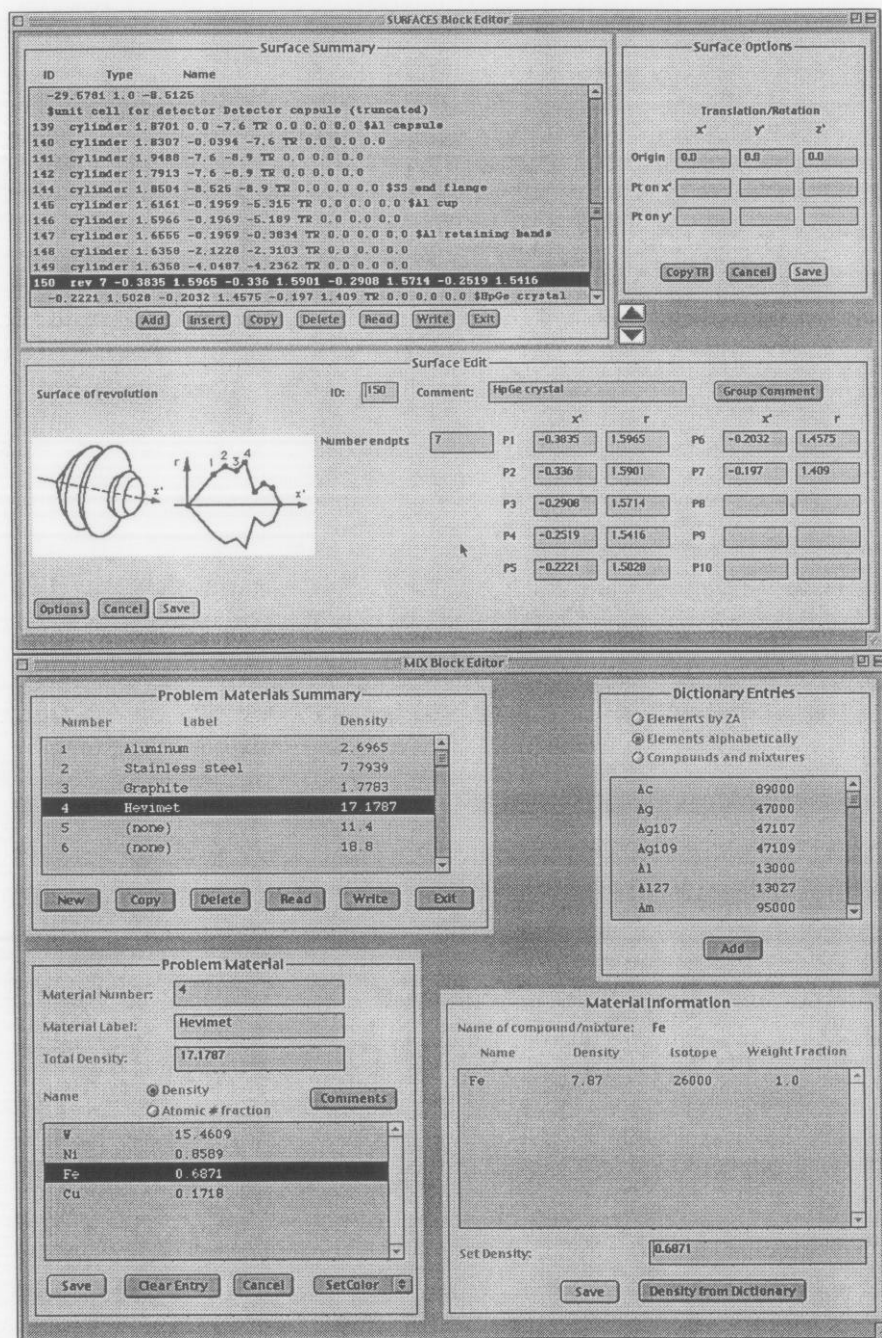 SURFACES Block Editor
Surface Summary
ID Type Name
-29.5781 1.0 -8.5125
$unit cell for detector Detector capsule (truncated)
139 cylinder 1.8701 0.0 -7.6 TR 0.0 0.0 0.0 $Al capsule
140 cylinder 1.8307 -0.0394 -7.6 TR 0.0 0.0 0.0
141 cylinder 1.9488 -7.6 -8.9 TR 0.0 0.0 0.0
142 cylinder 1.7913 -7.6 -8.9 TR 0.0 0.0 0.0
144 cylinder 1.8504 -8.525 -8.9 TR 0.0 0.0 0.0 $SS end flange
145 cylinder 1.6161 -0.1959 -5.315 TR 0.0 0.0 0.0 $Al cup
146 cylinder 1.5966 -0.1969 -5.189 TR 0.0 0.0 0.0
147 cylinder 1.6555 -0.1959 -0.3834 TR 0.0 0.0 0.0 $Al retaining bands
148 cylinder 1.6358 -2.1228 -2.3103 TR 0.0 0.0 0.0
149 cylinder 1.6358 -4.0487 -4.2362 TR 0.0 0.0 0.0
150 rev 7 -0.3835 1.5965 -0.336 1.5901 -0.2908 1.5714 -0.2519 1.5416
-0.2221 1.5028 -0.2032 1.4575 -0.197 1.409 TR 0.0 0.0 0.0 $HpGe crystal
Add Insert Copy Delete Read Write Exit
Surface Options
Translation/Rotation
x' y' z'
Origin 0.0 0.0 0.0
Pt on x'
Pt on y'
Copy TR Cancel Save
Surface Edit
Surface of revolution
ID: 150 Comment: HpGe crystal Group Comment
x' r x' r
Number endpts 7 P1 -0.3835 1.5965 P6 -0.2032 1.4575
P2 -0.336 1.5901 P7 -0.197 1.409
P3 -0.2908 1.5714 P8
P4 -0.2519 1.5416 P9
P5 -0.2221 1.5028 P10
x' r 1 2 3 4 x'
Options Cancel Save
MIX Block Editor
Problem Materials Summary
Number Label Density
1 Aluminum 2.6965
2 Stainless steel 7.7939
3 Graphite 1.7783
4 Hevimet 17.1787
5 (none) 11.4
6 (none) 18.8
New Copy Delete Read Write Exit
Dictionary Entries
Elements by ZA
Elements alphabetically
Compounds and mixtures
Ac 89000
Ag 47000
Ag107 47107
Ag109 47109
Al 13000
Al27 13027
Am 95000
Add
Problem Material
Material Number: 4
Material Label: Hevimet
Total Density: 17.1787
Name Density
Atomic # fraction
Comments
W 15.4609
Ni 0.8589
Fe 0.6871
Cu 0.1718
Save Clear Entry Cancel SetColor
Material Information
Name of compound/mixture: Fe
Name Density Isotope Weight Fraction
Fe 7.87 26000 1.0
Set Density: 0.6871
Save Density from Dictionary